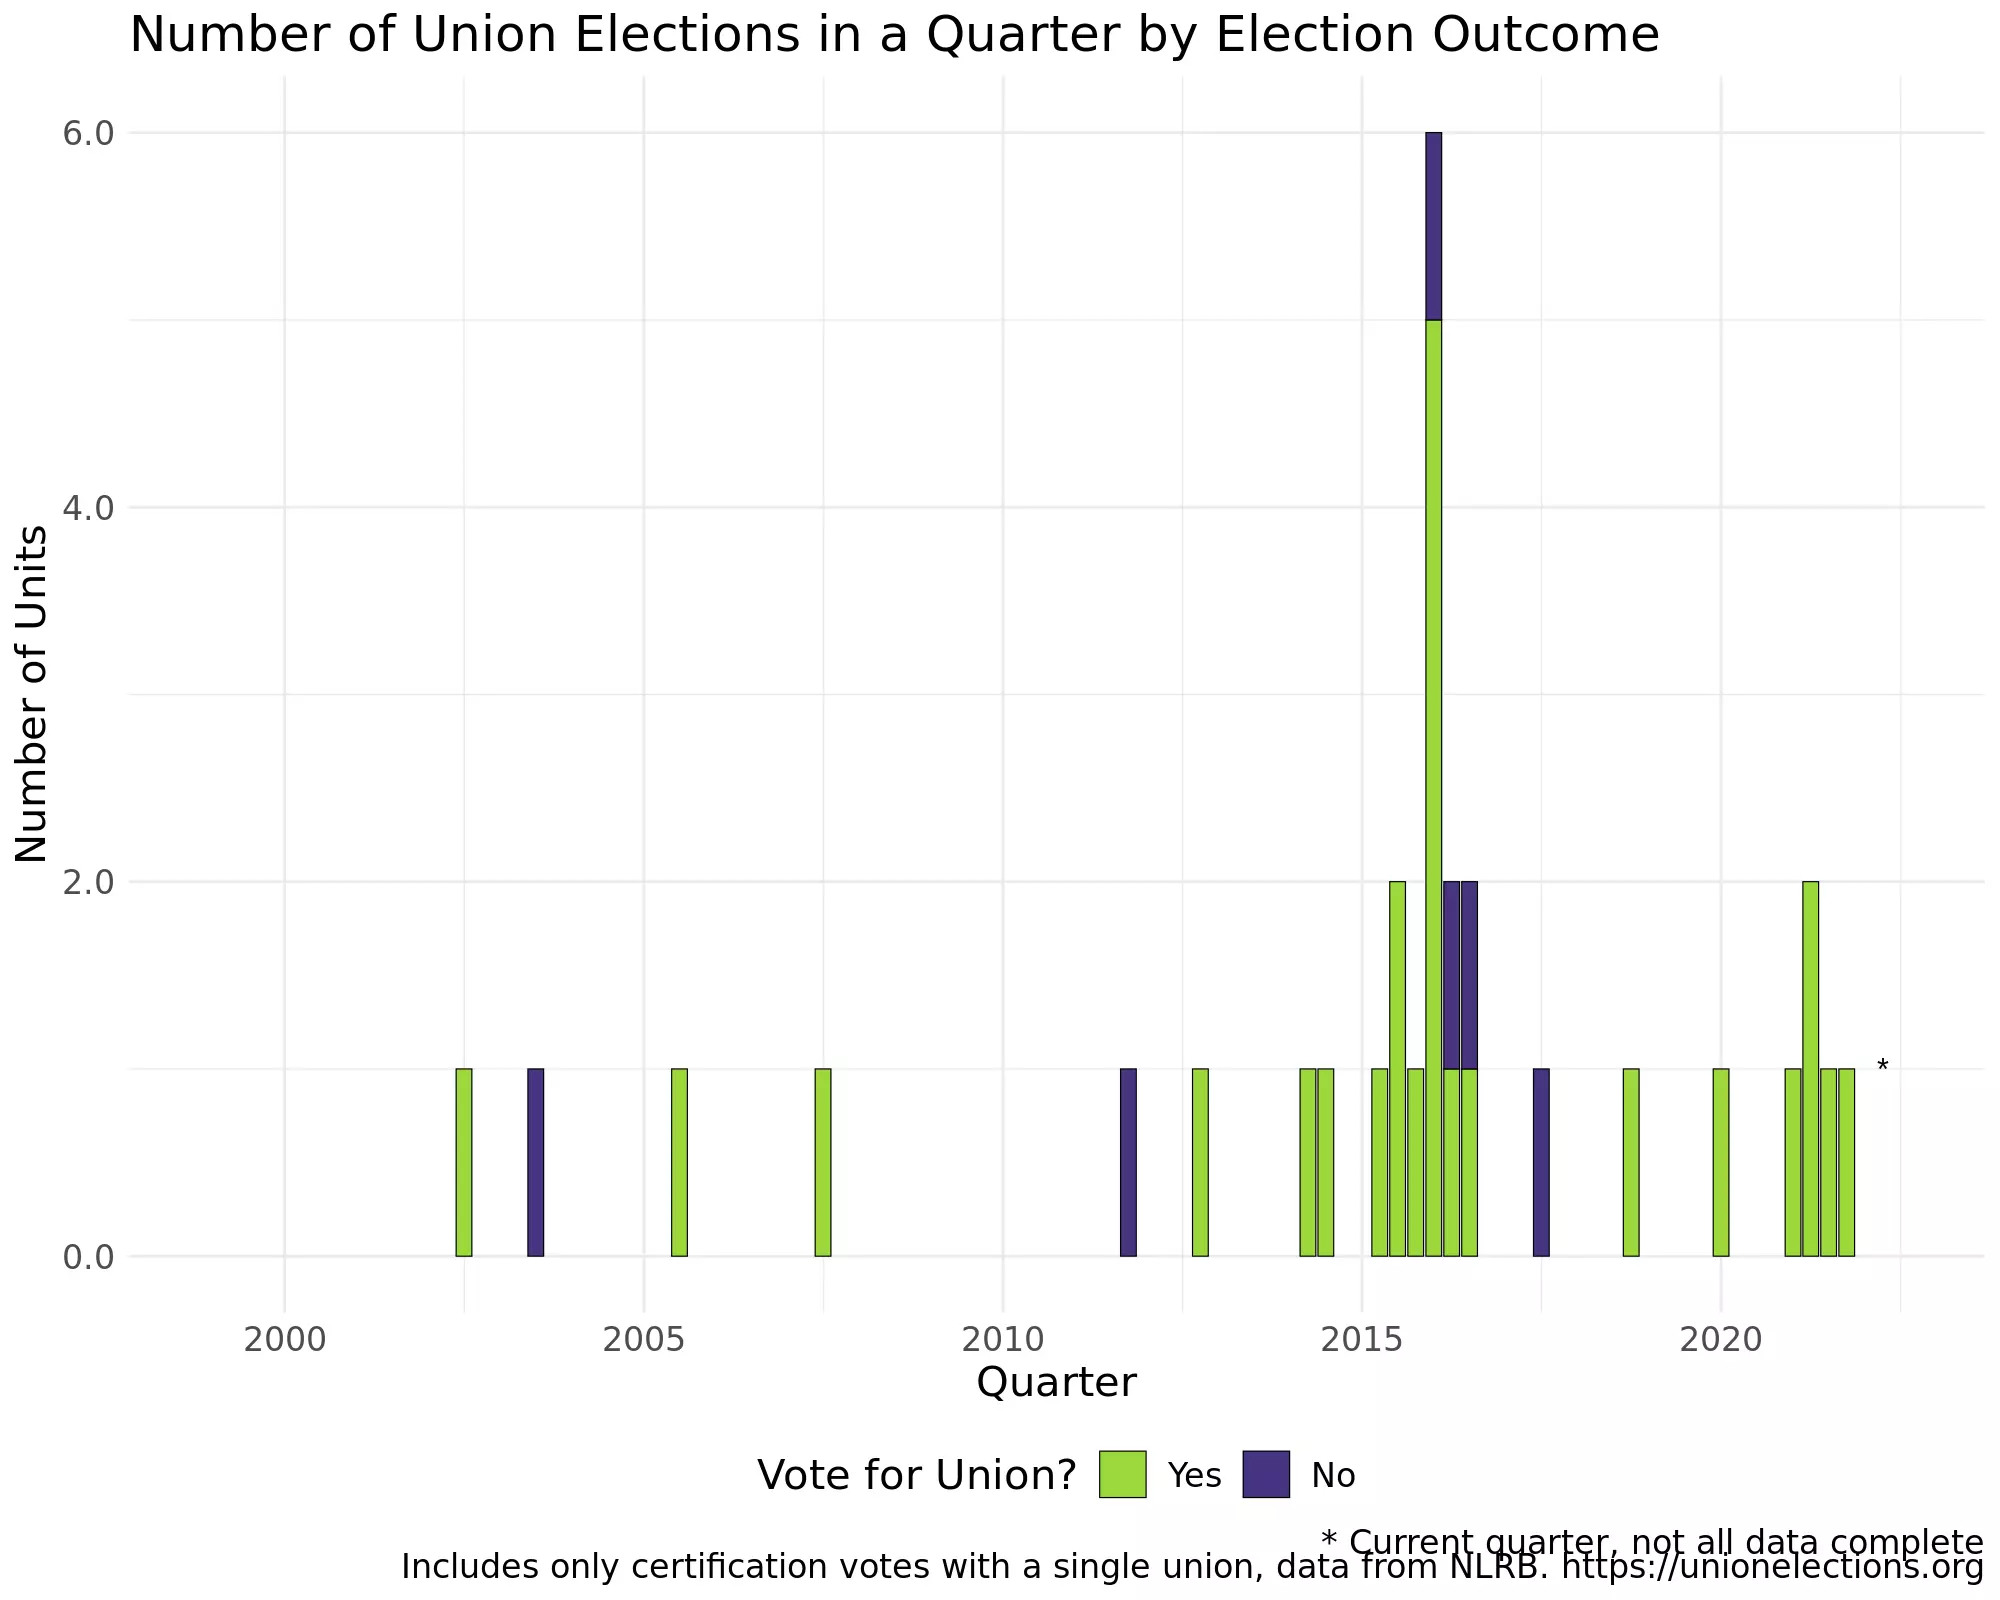 Number of Union Elections in a Quarter by Election Outcome
6.0
4.0
2.0
0.0
Number of Units
*
2000 2005 2010 2015 2020
Quarter
Vote for Union? Yes No
* Current quarter, not all data complete
Includes only certification votes with a single union, data from NLRB. https://unionelections.org